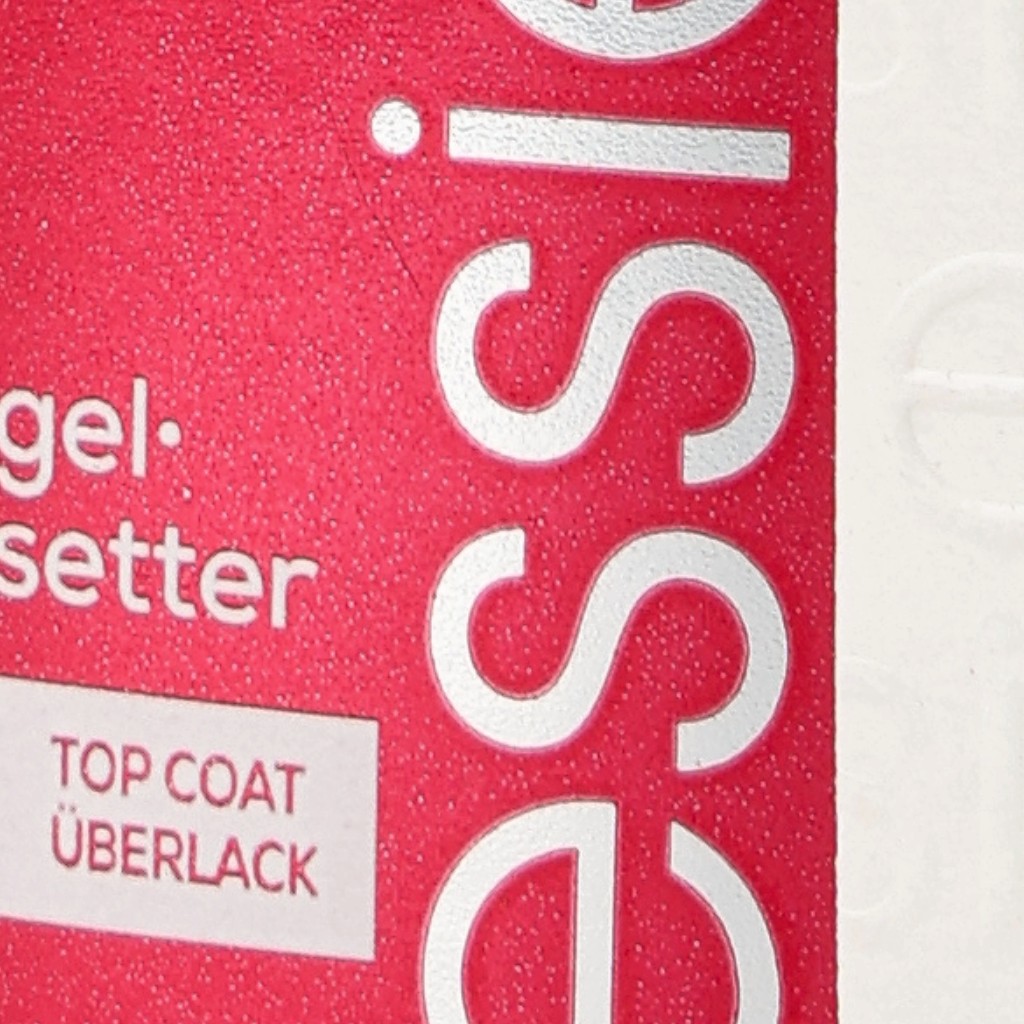 gel·
setter
TOP COAT
ÜBERLACK
essie